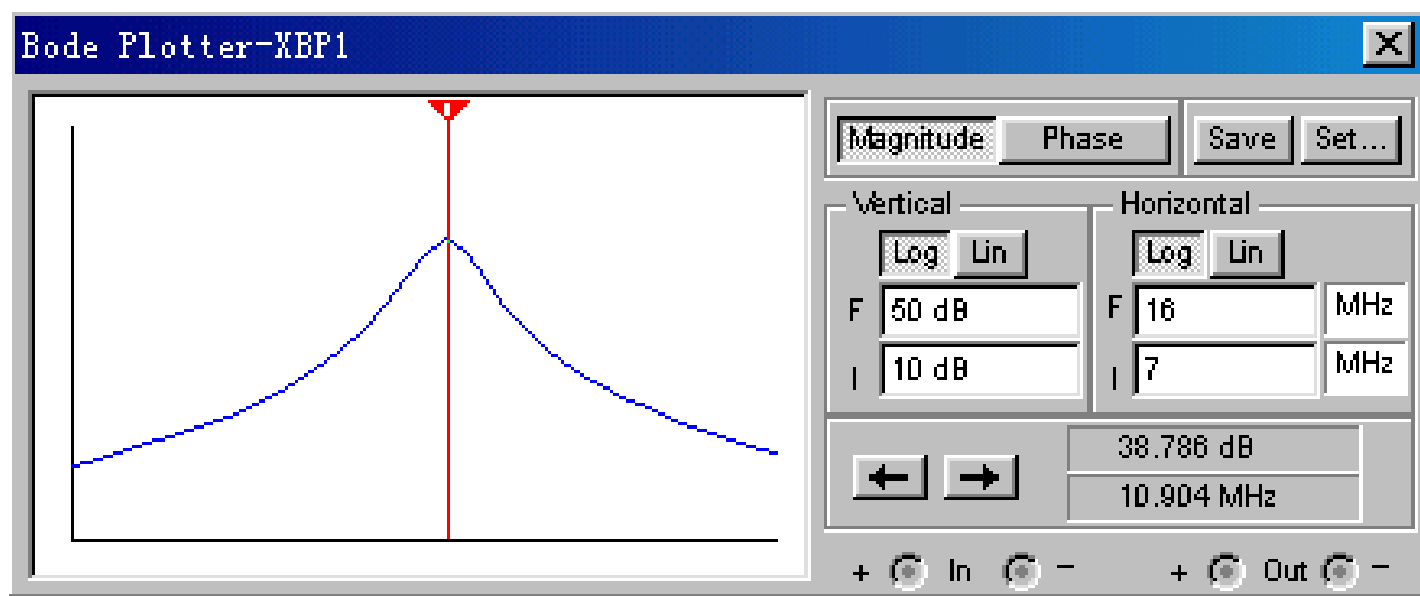 Bode Plotter-XBP1
Magnitude Phase Save Set...
Vertical Horizontal
Log Lin Log Lin
F 50 dB F 16 MHz
I 10 dB I 7 MHz
38.786 dB
10.904 MHz
+ In - + Out -